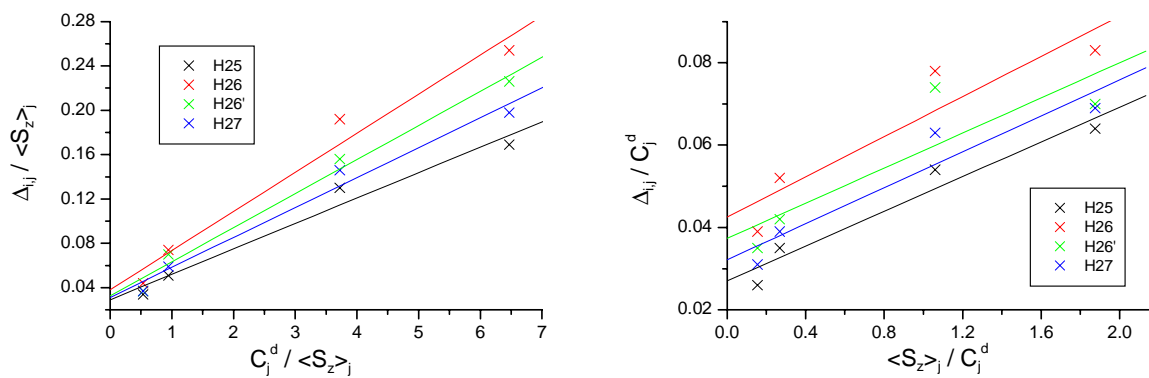 0.28
0.24
0.20
0.16
0.12
0.08
0.04
Δi,j / <Sz>j
H25
H26
H26'
H27
0 1 2 3 4 5 6 7
Cjd / <Sz>j
0.08
0.06
0.04
0.02
Δi,j / Cjd
H25
H26
H26'
H27
0.0 0.4 0.8 1.2 1.6 2.0
<Sz>j / Cjd